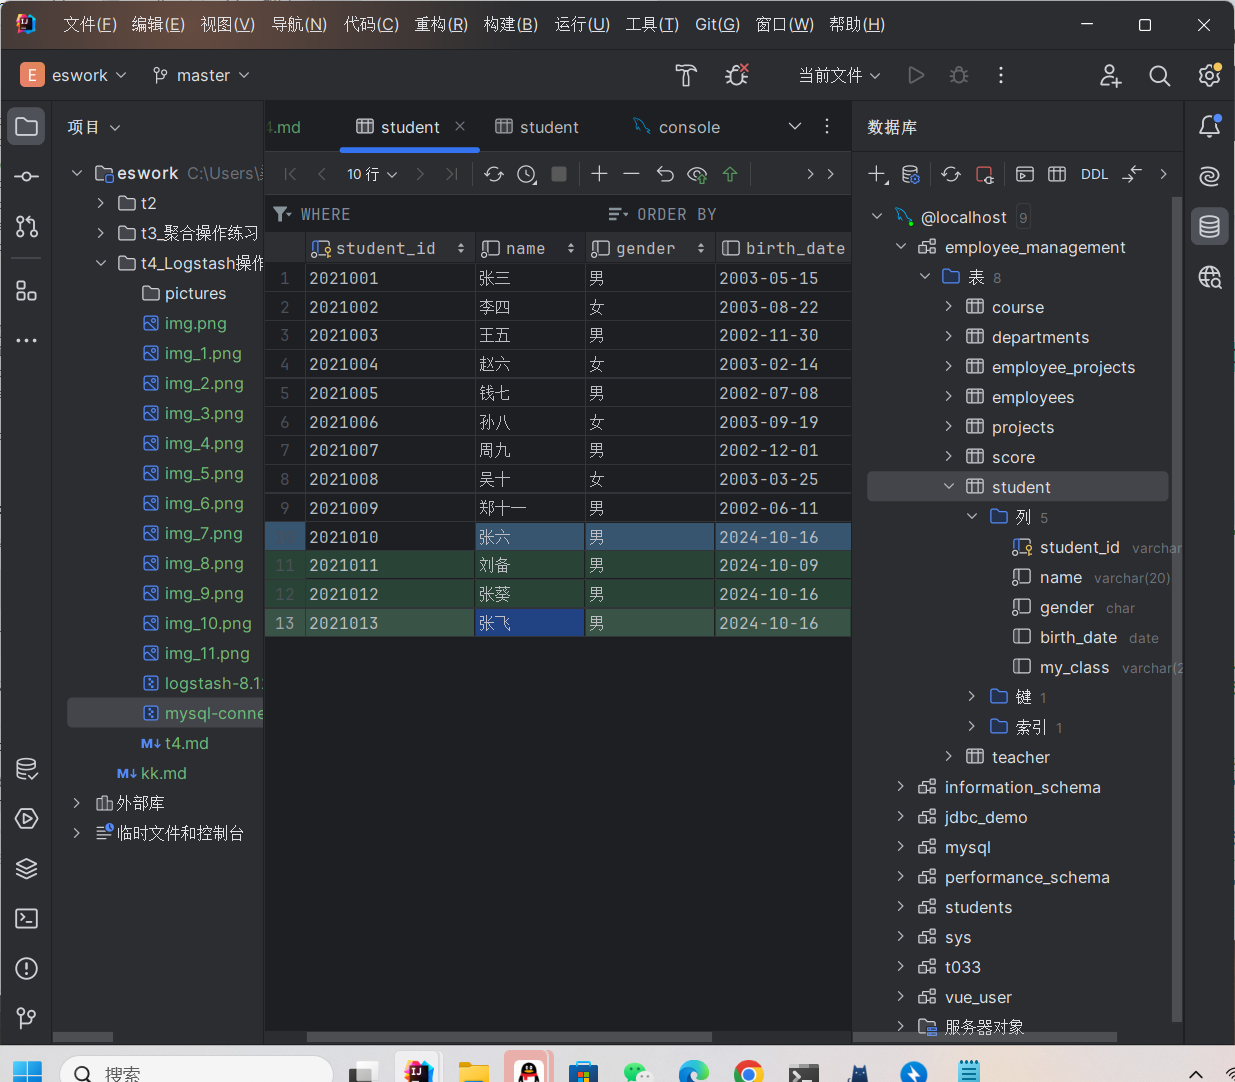 文件(F) 编辑(E) 视图(V) 导航(N) 代码(C) 重构(R) 构建(B) 运行(U) 工具(T) Git(G) 窗口(W) 帮助(H)
E eswork master 当前文件
项目
4.md student student console
数据库
10 行 DDL
WHERE ORDER BY
student_id name gender birth_date
1 2021001 张三 男 2003-05-15
2 2021002 李四 女 2003-08-22
3 2021003 王五 男 2002-11-30
4 2021004 赵六 女 2003-02-14
5 2021005 钱七 男 2002-07-08
6 2021006 孙八 女 2003-09-19
7 2021007 周九 男 2002-12-01
8 2021008 吴十 女 2003-03-25
9 2021009 郑十一 男 2002-06-11
2021010 张六 男 2024-10-16
11 2021011 刘备 男 2024-10-09
12 2021012 张葵 男 2024-10-16
13 2021013 张飞 男 2024-10-16
eswork C:\Users\
t2
t3_聚合操作练习
t4_Logstash操作
pictures
img.png
img_1.png
img_2.png
img_3.png
img_4.png
img_5.png
img_6.png
img_7.png
img_8.png
img_9.png
img_10.png
img_11.png
logstash-8.1
mysql-conne
M↓ t4.md
M↓ kk.md
外部库
临时文件和控制台
@localhost 9
employee_management
表 8
course
departments
employee_projects
employees
projects
score
student
列 5
student_id varchar
name varchar(20)
gender char
birth_date date
my_class varchar(2
键 1
索引 1
teacher
information_schema
jdbc_demo
mysql
performance_schema
students
sys
t033
vue_user
服务器对象
搜索